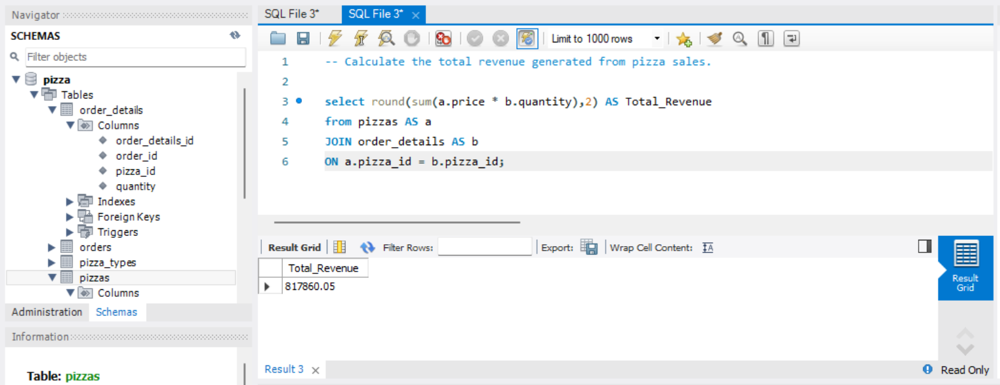 Navigator
SCHEMAS
Filter objects
pizza
Tables
order_details
Columns
order_details_id
order_id
pizza_id
quantity
Indexes
Foreign Keys
Triggers
orders
pizza_types
pizzas
Columns
Administration Schemas
Information
Table: pizzas
SQL File 3* SQL File 3*
Limit to 1000 rows
1 -- Calculate the total revenue generated from pizza sales.
2
3 select round(sum(a.price * b.quantity),2) AS Total_Revenue
4 from pizzas AS a
5 JOIN order_details AS b
6 ON a.pizza_id = b.pizza_id;
Result Grid Filter Rows: Export: Wrap Cell Content:
Total_Revenue
817860.05
Result
Grid
Result 3 Read Only